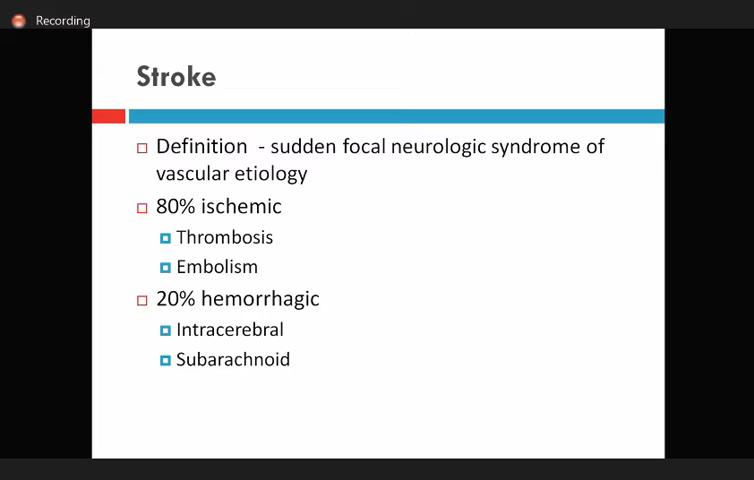 Recording
Stroke
Definition - sudden focal neurologic syndrome of
vascular etiology
80% ischemic
Thrombosis
Embolism
20% hemorrhagic
Intracerebral
Subarachnoid